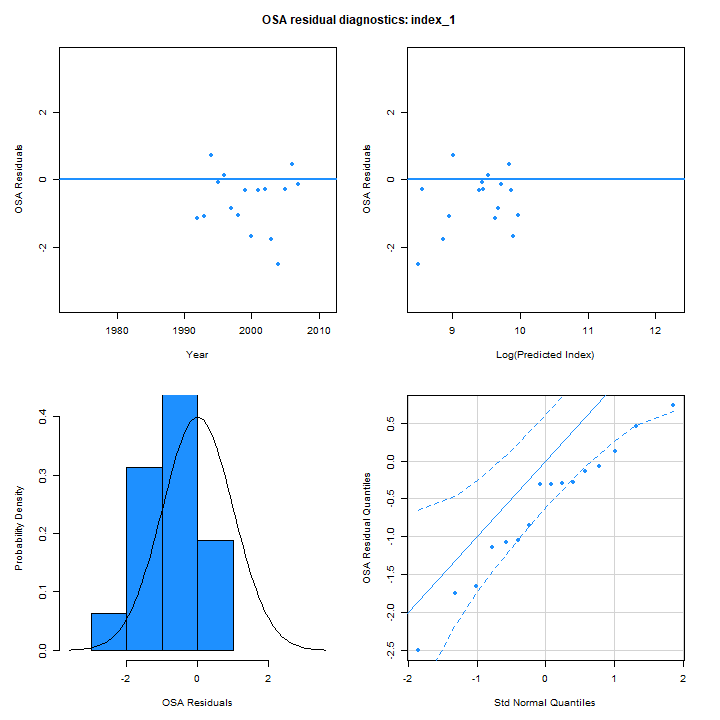 OSA residual diagnostics: index_1
OSA Residuals
2
0
-2
1980 1990 2000 2010
Year
OSA Residuals
2
0
-2
9 10 11 12
Log(Predicted Index)
Probability Density
0.4
0.3
0.2
0.1
0.0
-2 0 2
OSA Residuals
OSA Residual Quantiles
0.5
0.0
-0.5
-1.0
-1.5
-2.0
-2.5
-2 -1 0 1 2
Std Normal Quantiles